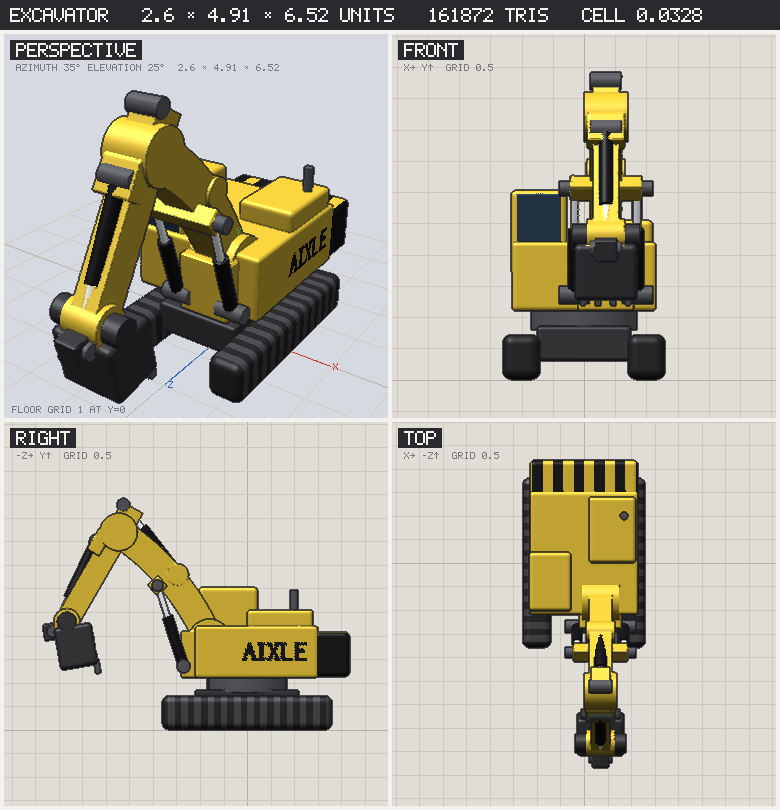 EXCAVATOR 2.6 × 4.91 × 6.52 UNITS 161872 TRIS CELL 0.0328
PERSPECTIVE
AZIMUTH 35° ELEVATION 25° 2.6 × 4.91 × 6.52
AIXLE
X
Z
FLOOR GRID 1 AT Y=0
FRONT
X→ Y↑ GRID 0.5
RIGHT
-Z→ Y↑ GRID 0.5
AIXLE
TOP
X→ -Z↑ GRID 0.5